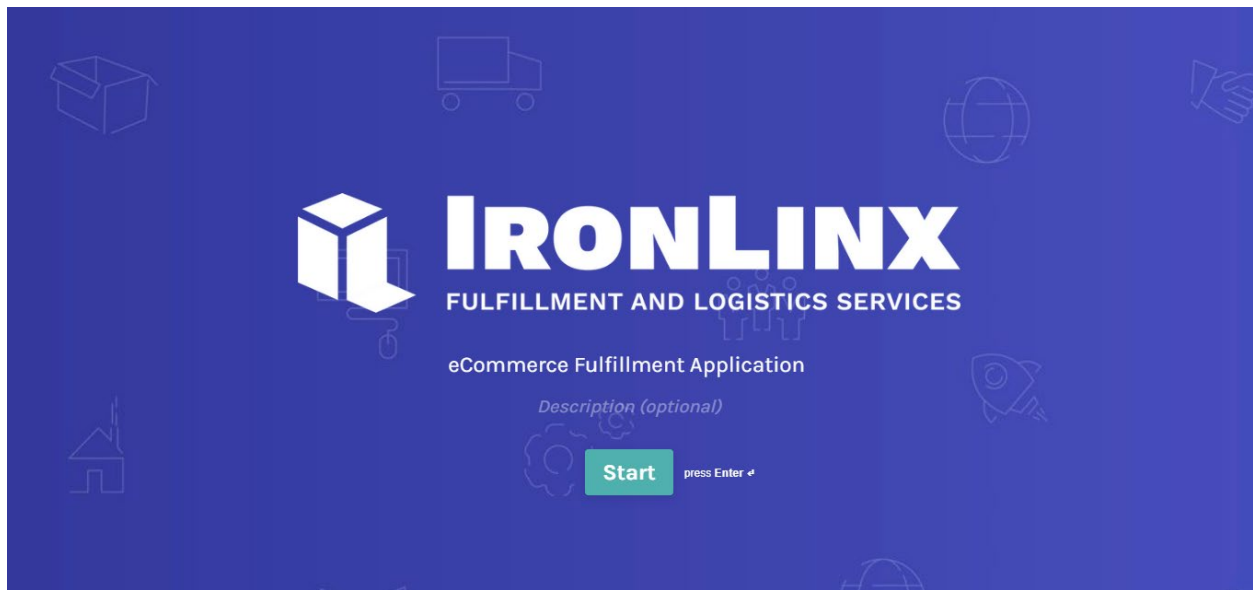 IRONLINX
FULFILLMENT AND LOGISTICS SERVICES
eCommerce Fulfillment Application
Description (optional)
Start press Enter ↵